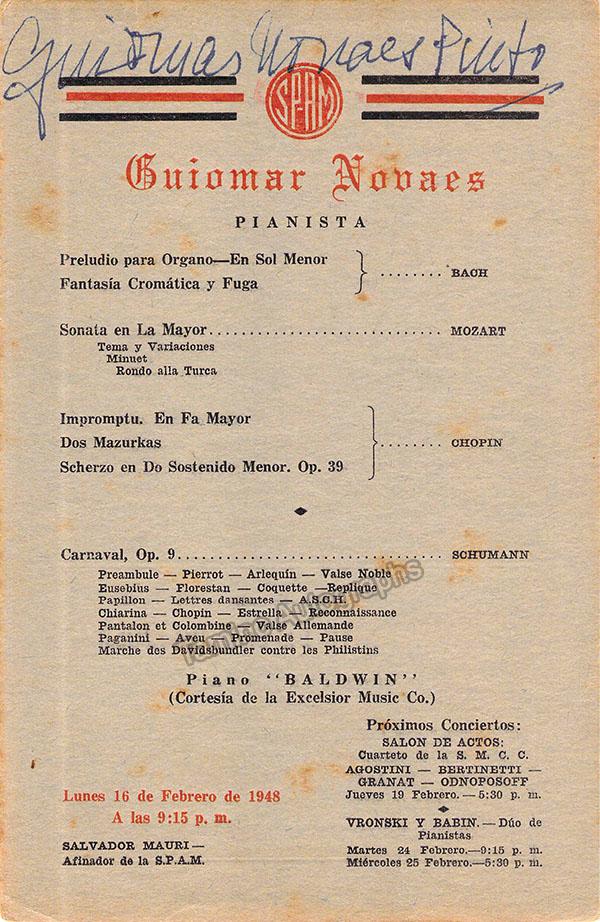 Guiomar Novaes Pinto
SPAM
Guiomar Novaes
PIANISTA
Preludio para Organo—En Sol Menor
Fantasía Cromática y Fuga
........ BACH
Sonata en La Mayor............................ MOZART
Tema y Variaciones
Minuet
Rondo alla Turca
Impromptu. En Fa Mayor
Dos Mazurkas
Scherzo en Do Sostenido Menor. Op. 39
........ CHOPIN
Carnaval, Op. 9................................ SCHUMANN
Preambule — Pierrot — Arlequín — Valse Noble
Eusebius — Florestan — Coquette —Replique
Papillon — Lettres dansantes — A.S.C.H.
Chiarina — Chopin — Estrella — Reconnaissance
Pantalon et Colombine — Valse Allemande
Paganini — Aveu — Promenade — Pause
Marche des Davidsbundler contre les Philistins
Piano "BALDWIN"
(Cortesía de la Excelsior Music Co.)
Lunes 16 de Febrero de 1948
A las 9:15 p. m.
SALVADOR MAURI —
Afinador de la S.P.A.M.
Próximos Conciertos:
SALON DE ACTOS:
Cuarteto de la S. M. C. C.
AGOSTINI — BERTINETTI —
GRANAT — ODNOPOSOFF
Jueves 19 Febrero.—5:30 p. m.
VRONSKI Y BABIN.—Dúo de
Pianistas
Martes 24 Febrero.—9:15 p. m.
Miércoles 25 Febrero.—5:30 p. m.